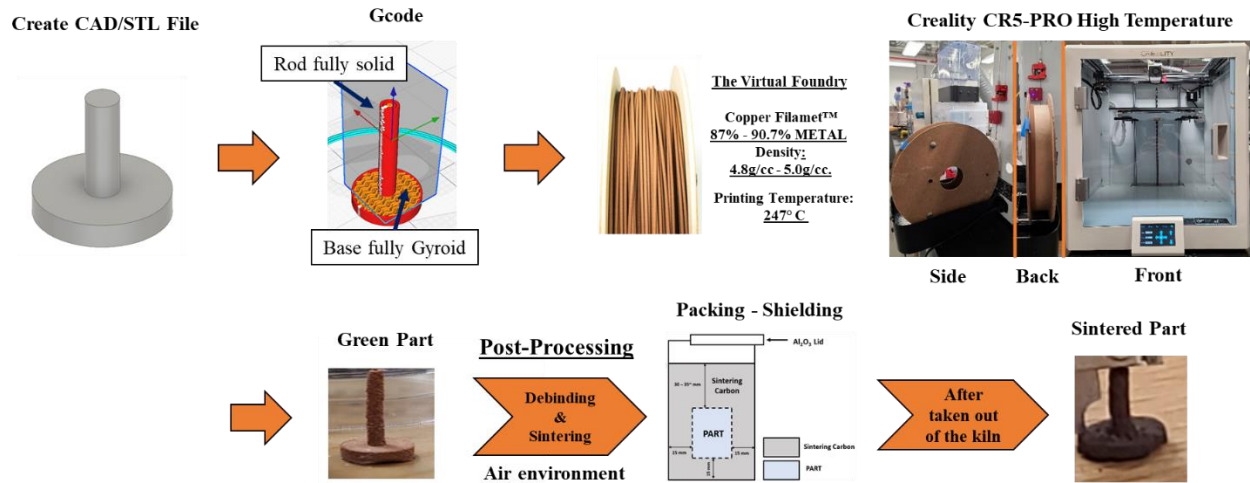 Create CAD/STL File
Gcode
Rod fully solid
Base fully Gyroid
The Virtual Foundry
Copper Filamet™
87% - 90.7% METAL
Density:
4.8g/cc - 5.0g/cc.
Printing Temperature:
247° C
Creality CR5-PRO High Temperature
CREALITY
Side
Back
Front
Green Part
Post-Processing
Debinding
&
Sintering
Air environment
Packing - Shielding
Al₂O₃ Lid
Sintering
Carbon
PART
15 mm
15 mm
15 mm
Sintering Carbon
PART
After
taken out
of the kiln
Sintered Part